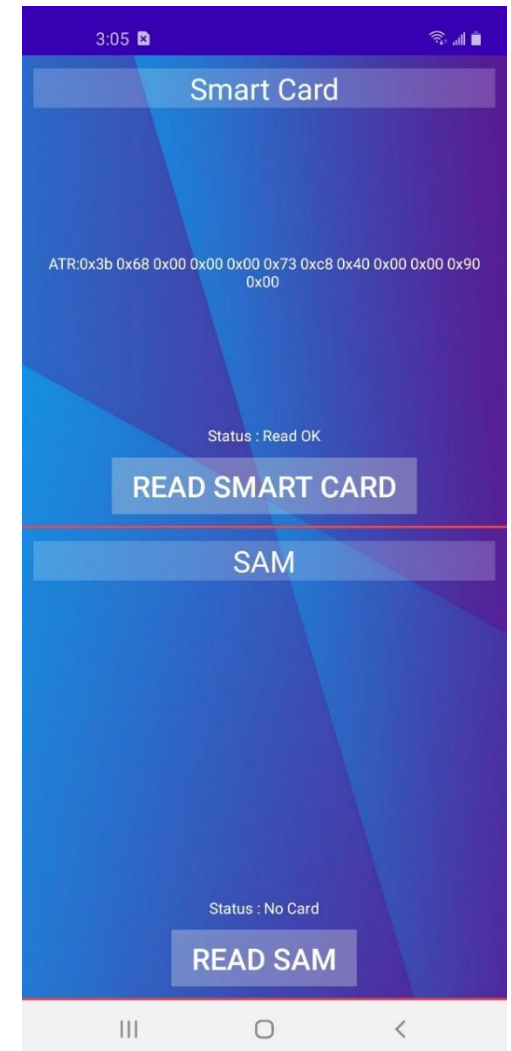 3:05
Smart Card
ATR:0x3b 0x68 0x00 0x00 0x00 0x73 0xc8 0x40 0x00 0x00 0x90
0x00
Status : Read OK
READ SMART CARD
SAM
Status : No Card
READ SAM